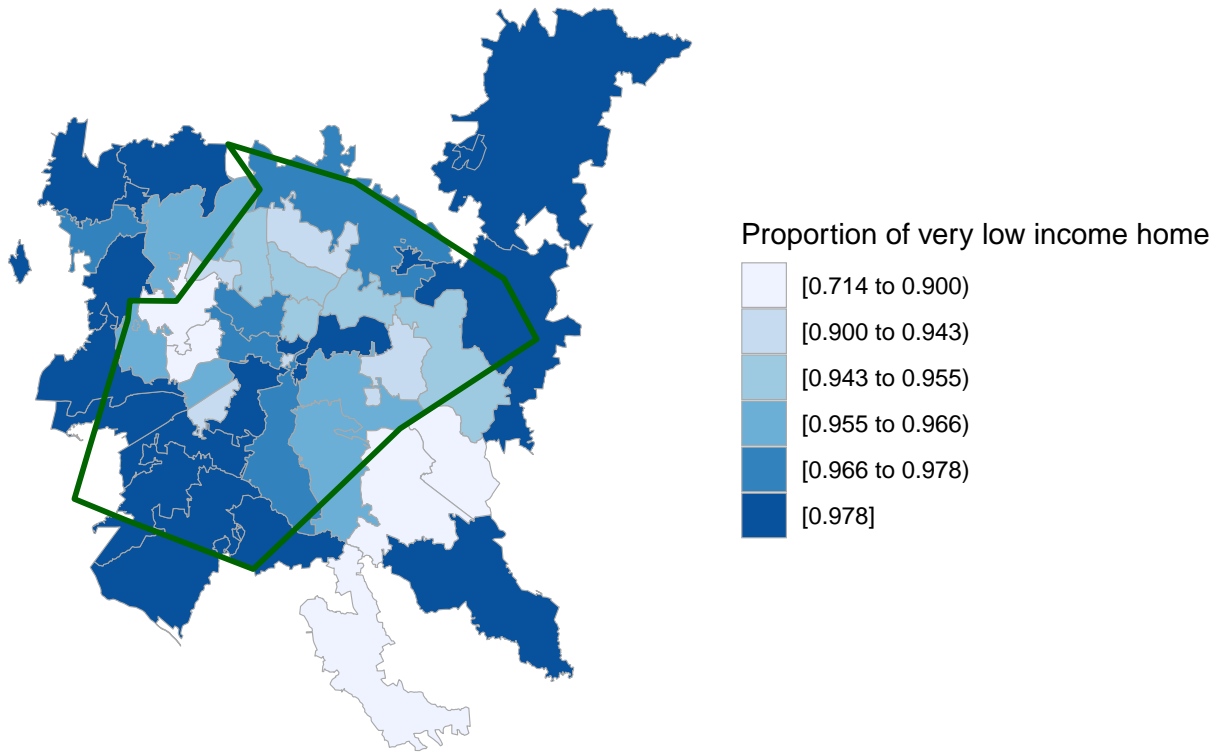 Proportion of very low income home
[0.714 to 0.900)
[0.900 to 0.943)
[0.943 to 0.955)
[0.955 to 0.966)
[0.966 to 0.978)
[0.978]